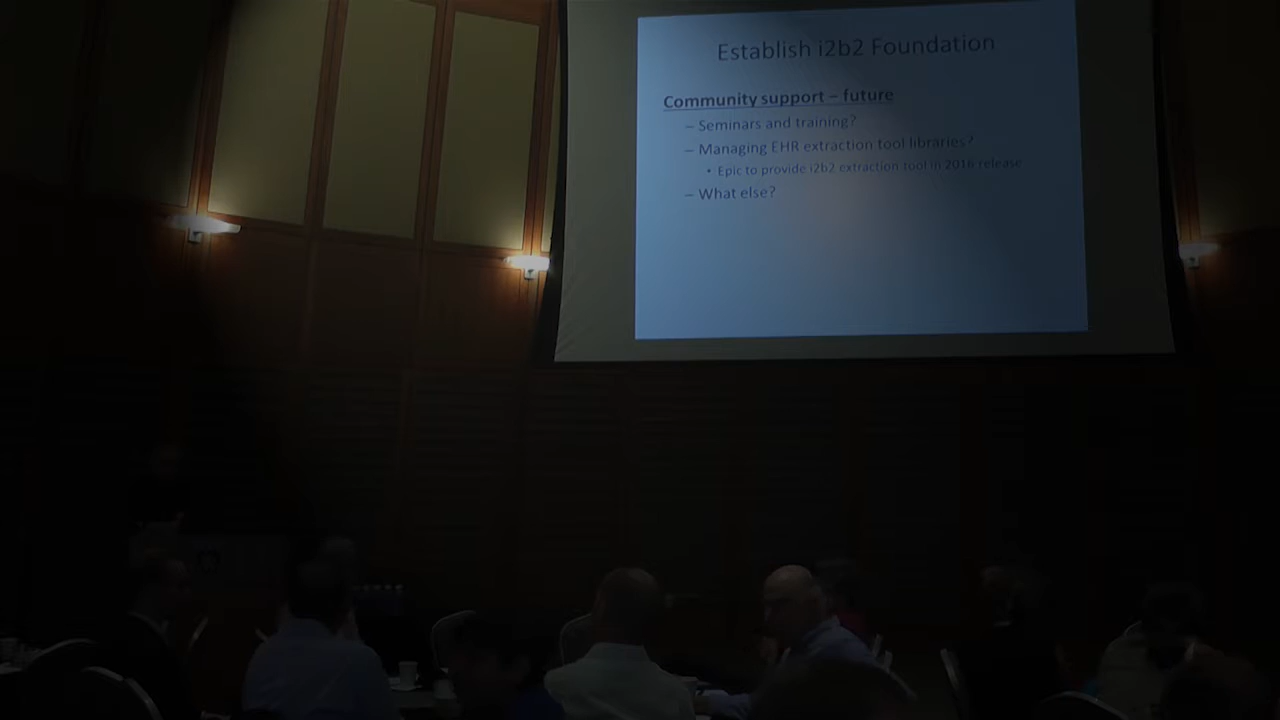 Establish i2b2 Foundation
Community support – future
– Seminars and training?
– Managing EHR extraction tool libraries?
• Epic to provide i2b2 extraction tool in 2016 release
– What else?